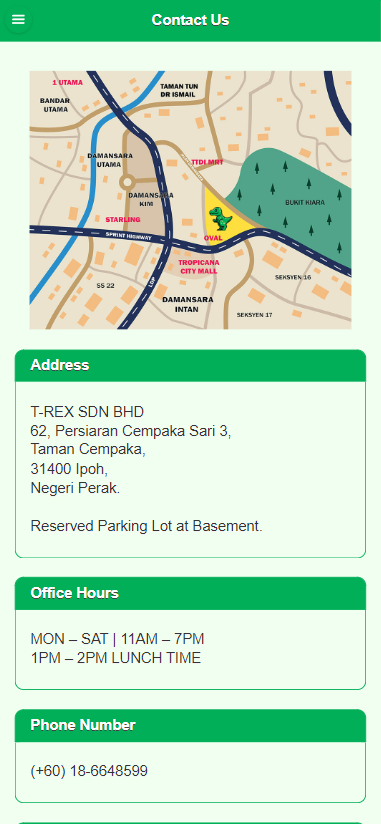 Contact Us
1 UTAMA
TAMAN TUN
DR ISMAIL
BANDAR
UTAMA
DAMANSARA
UTAMA
TTDI MRT
DAMANSARA
KIM
BUKIT KIARA
STARLING
SPRINT HIGHWAY
OVAL
TROPICANA
CITY MALL
SEKSYEN 16
SS 22
DAMANSARA
INTAN
SEKSYEN 17
Address
T-REX SDN BHD
62, Persiaran Cempaka Sari 3,
Taman Cempaka,
31400 Ipoh,
Negeri Perak.
Reserved Parking Lot at Basement.
Office Hours
MON – SAT | 11AM – 7PM
1PM – 2PM LUNCH TIME
Phone Number
(+60) 18-6648599